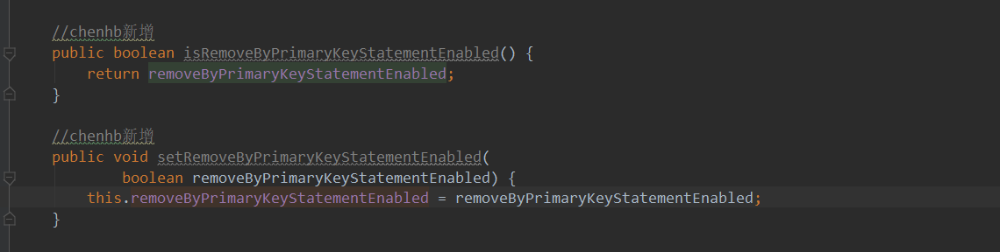 //chenhb新增
public boolean isRemoveByPrimaryKeyStatementEnabled() {
return removeByPrimaryKeyStatementEnabled;
}
//chenhb新增
public void setRemoveByPrimaryKeyStatementEnabled(
boolean removeByPrimaryKeyStatementEnabled) {
this.removeByPrimaryKeyStatementEnabled = removeByPrimaryKeyStatementEnabled;
}